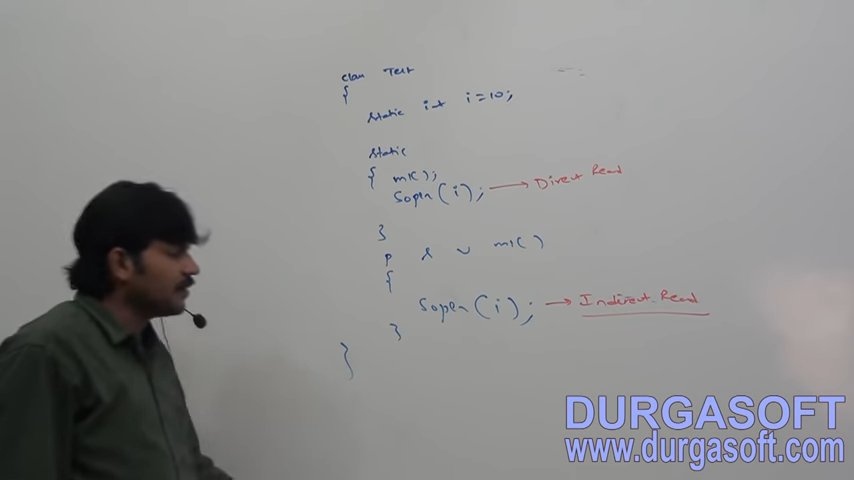 class Test
{
static int i=10;
static
{ m1();
Sopln(i); → Direct Read
}
p s v m1()
{
Sopln(i); → Indirect Read
}
}
DURGASOFT
www.durgasoft.com